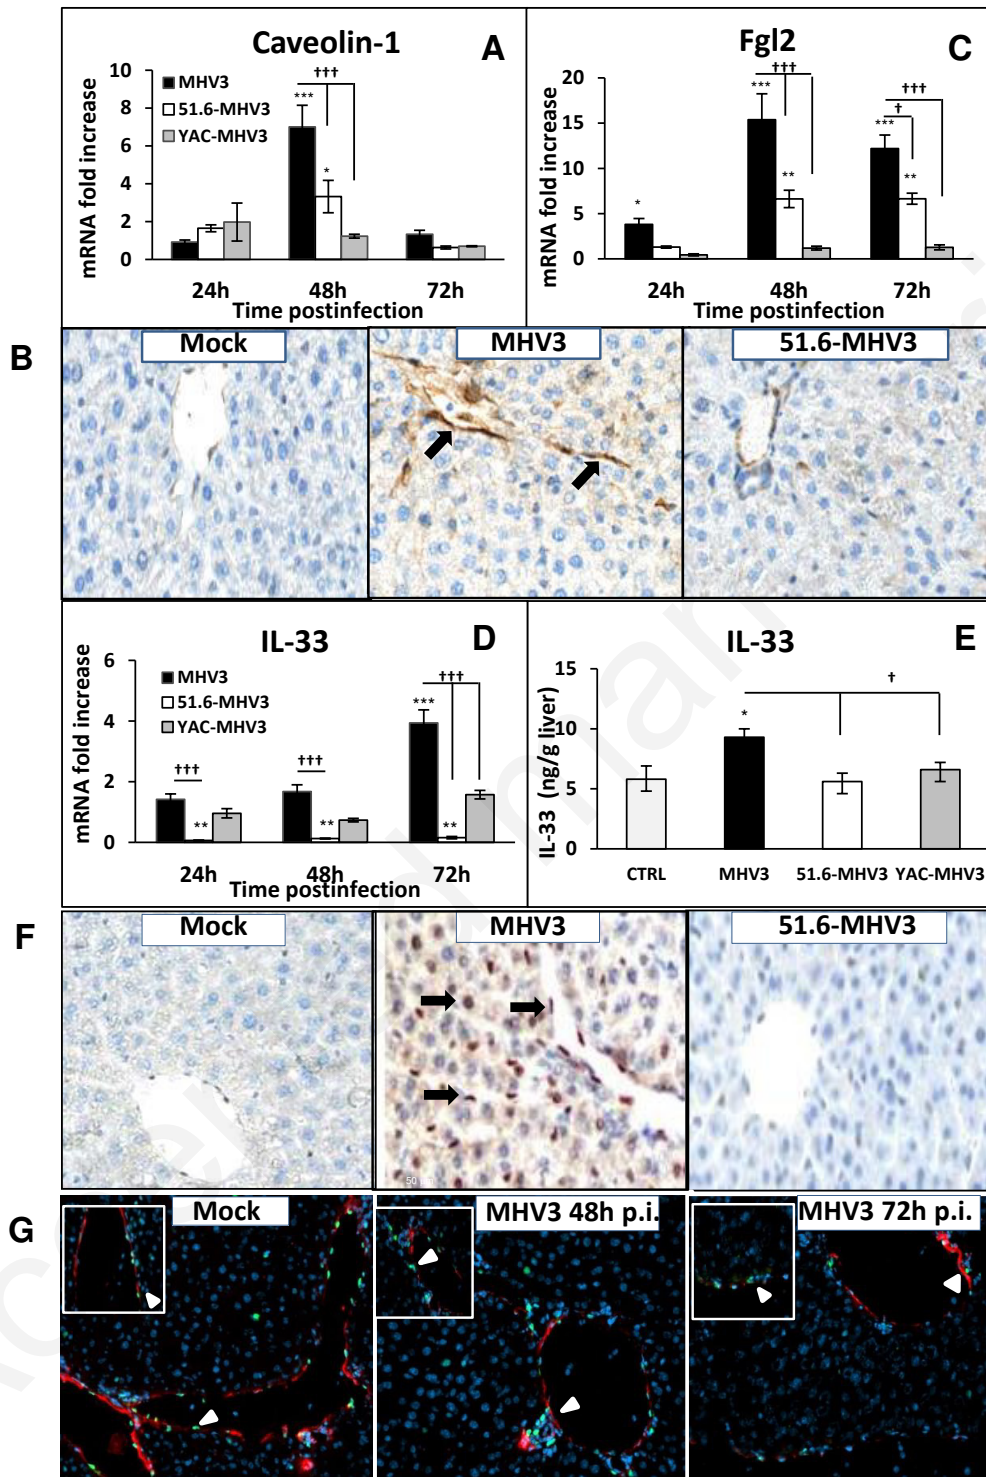 Caveolin-1
A
mRNA fold increase
10
8
6
4
2
0
MHV3
51.6-MHV3
YAC-MHV3
***
†††
*
24h
48h
72h
Time postinfection
Fgl2
C
mRNA fold increase
20
15
10
5
0
*
***
†††
**
***
†
†††
**
24h
48h
72h
Time postinfection
B
Mock
MHV3
51.6-MHV3
IL-33
D
mRNA fold increase
6
4
2
0
MHV3
51.6-MHV3
YAC-MHV3
†††
**
†††
**
***
†††
**
24h
48h
72h
Time postinfection
IL-33
E
IL-33 (ng/g liver)
15
10
5
0
*
†
CTRL
MHV3
51.6-MHV3
YAC-MHV3
F
Mock
MHV3
51.6-MHV3
G
Mock
MHV3 48h p.i.
MHV3 72h p.i.